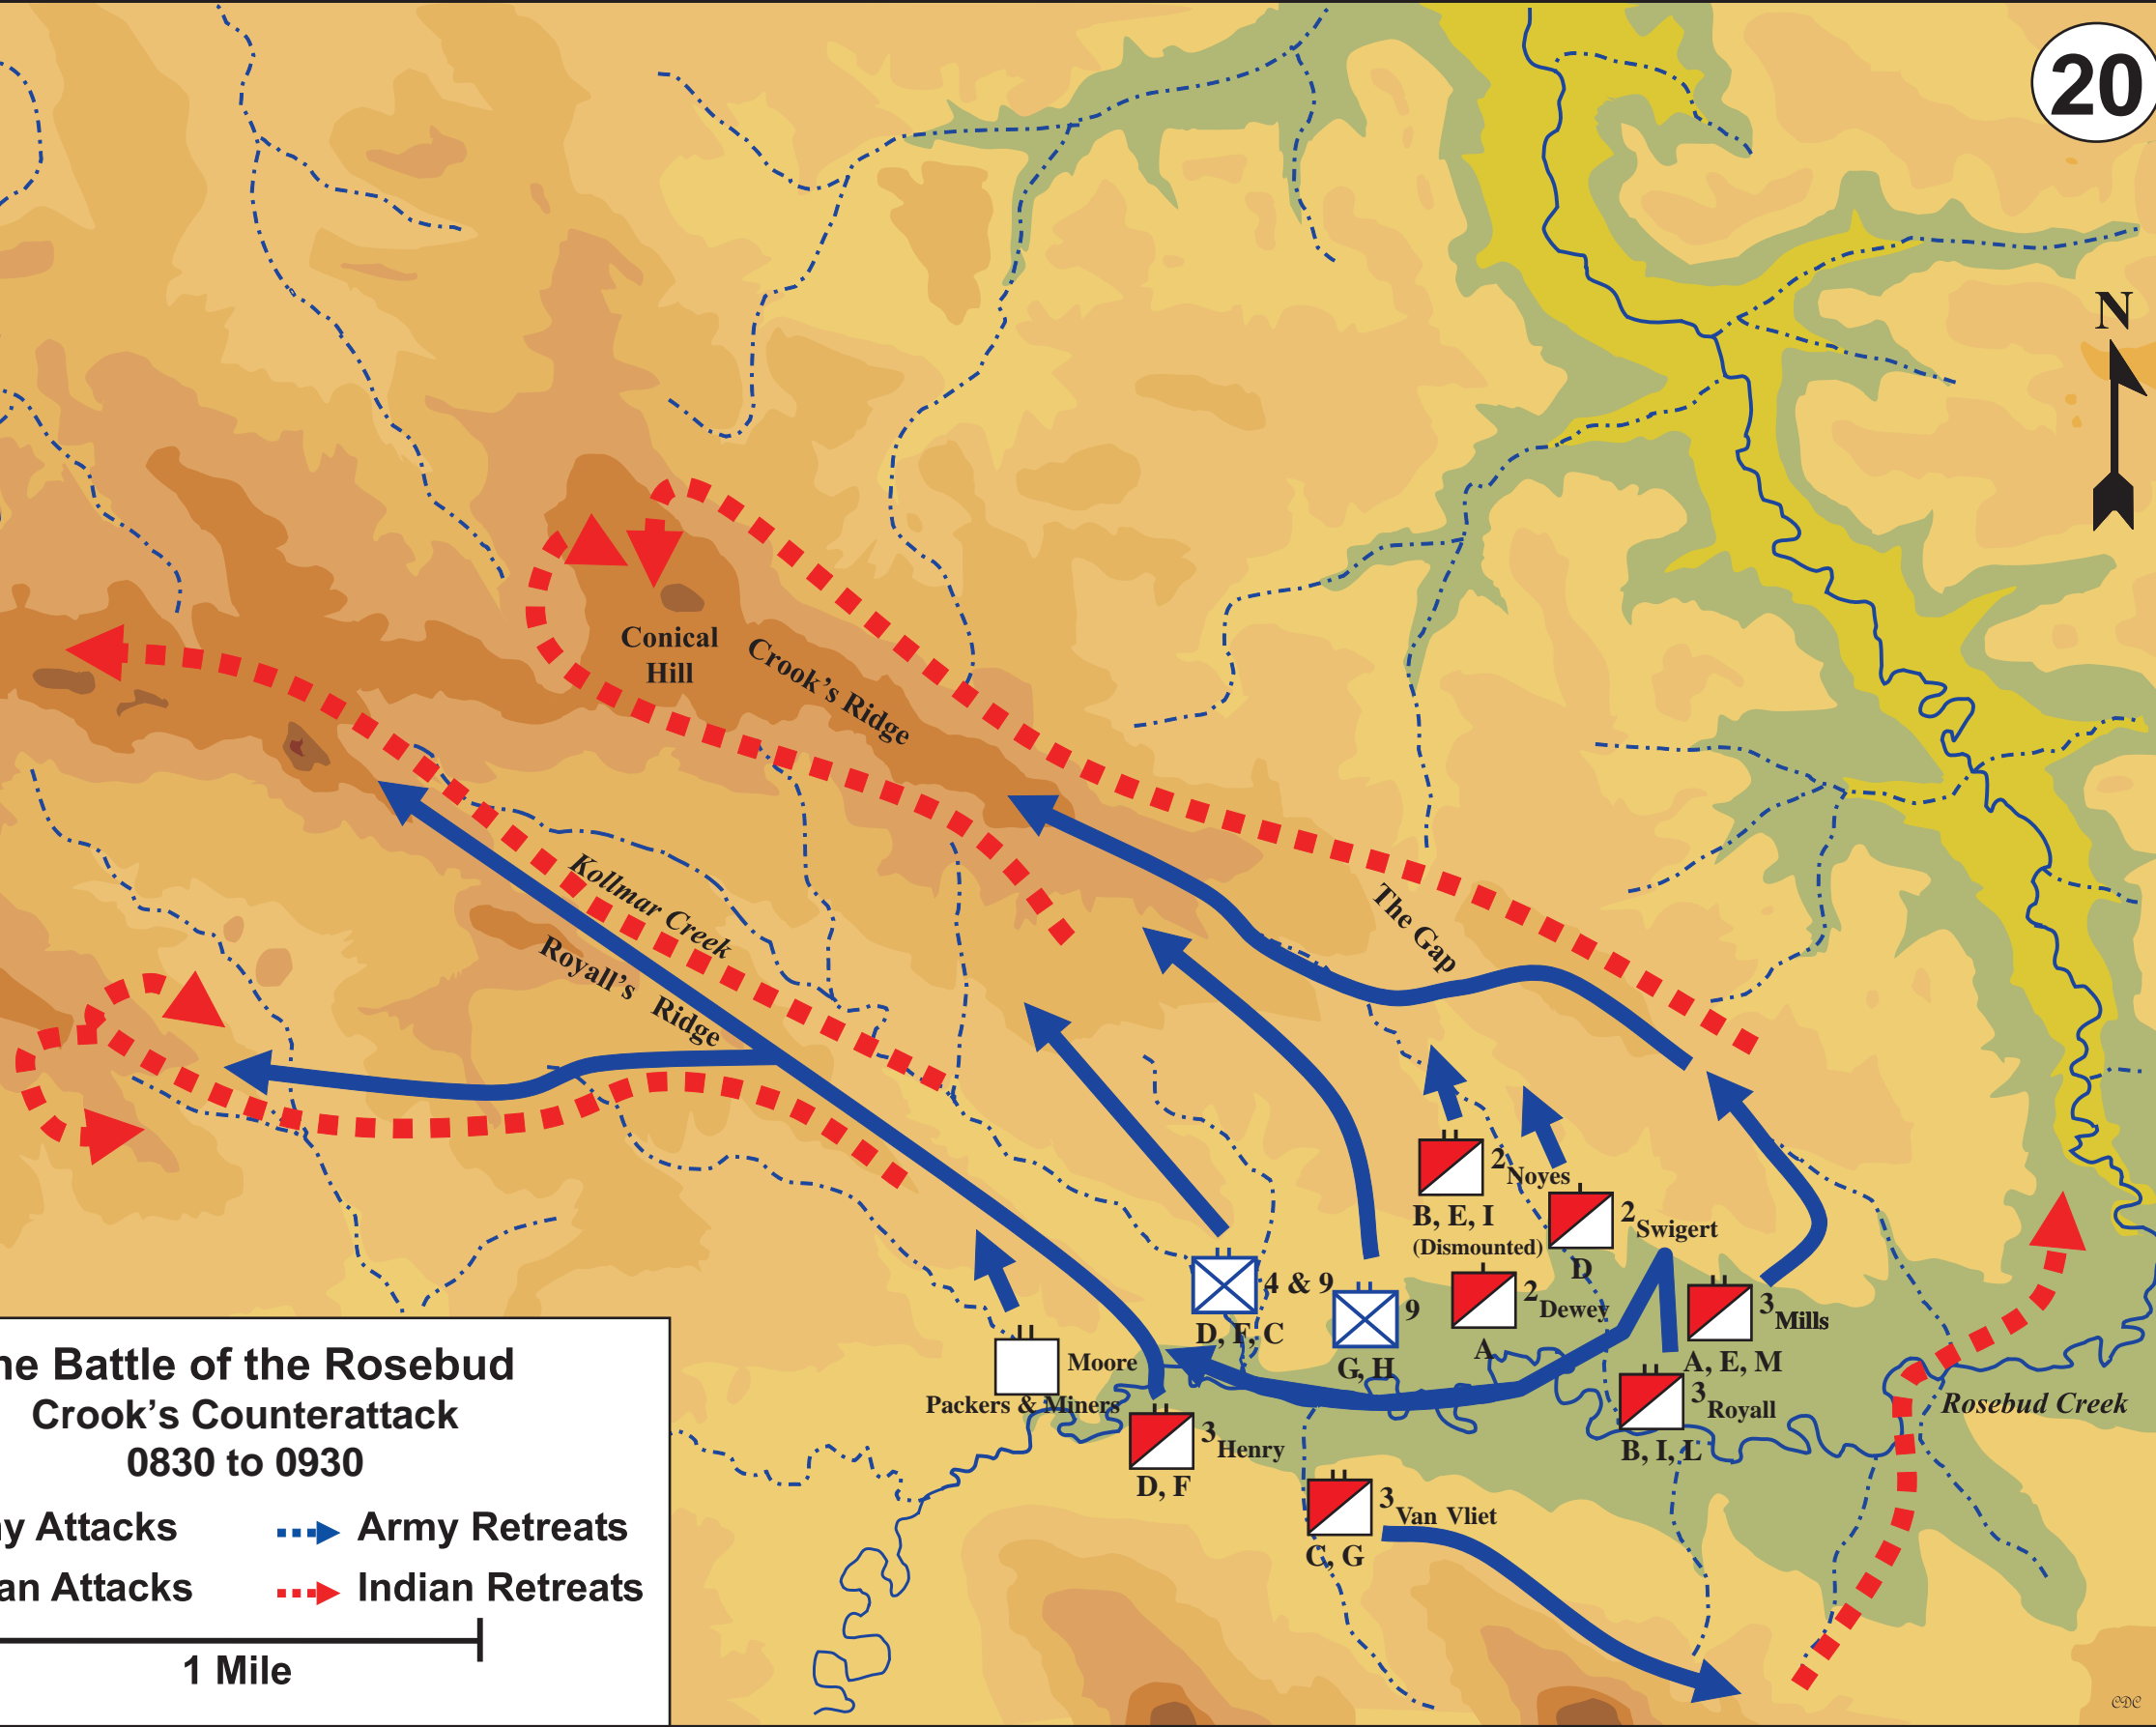 20
N
Conical
Hill
Crook's Ridge
The Gap
Kollmar Creek
Royall's Ridge
2 Noyes
B, E, I
(Dismounted)
2 Swigert
D
4 & 9
D, F, C
9
G, H
2 Dewey
A
3 Mills
A, E, M
Moore
Packers & Miners
3 Henry
D, F
3 Royall
B, I, L
Rosebud Creek
3 Van Vliet
C, G
he Battle of the Rosebud
Crook's Counterattack
0830 to 0930
y Attacks
Army Retreats
an Attacks
Indian Retreats
1 Mile
CDC